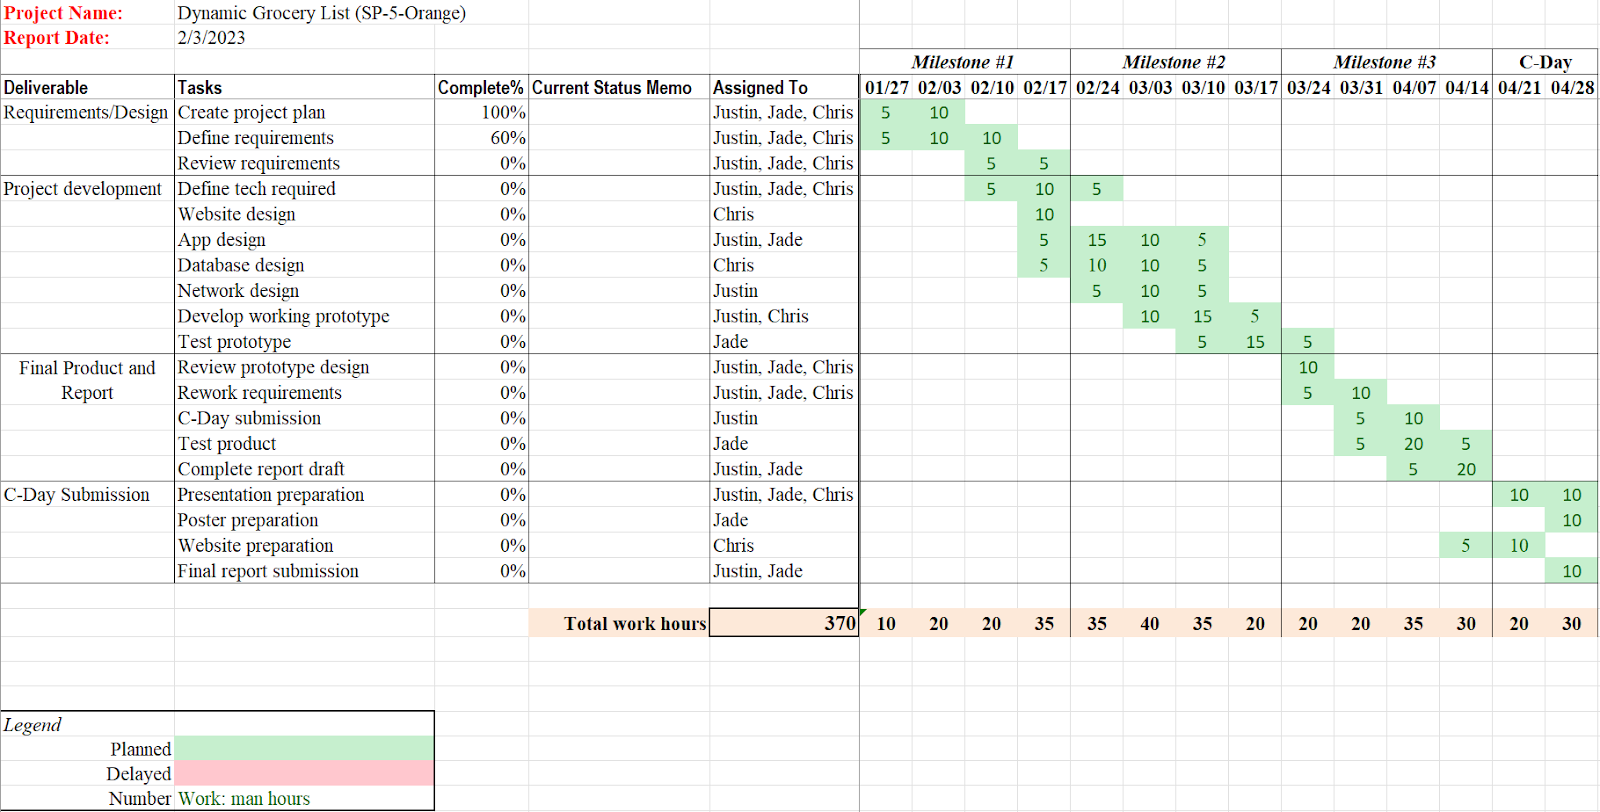 Project Name: Dynamic Grocery List (SP-5-Orange)
Report Date: 2/3/2023
Milestone #1 Milestone #2 Milestone #3 C-Day
Deliverable Tasks Complete% Current Status Memo Assigned To 01/27 02/03 02/10 02/17 02/24 03/03 03/10 03/17 03/24 03/31 04/07 04/14 04/21 04/28
Requirements/Design Create project plan 100% Justin, Jade, Chris 5 10
Define requirements 60% Justin, Jade, Chris 5 10 10
Review requirements 0% Justin, Jade, Chris 5 5
Project development Define tech required 0% Justin, Jade, Chris 5 10 5
Website design 0% Chris 10
App design 0% Justin, Jade 5 15 10 5
Database design 0% Chris 5 10 10 5
Network design 0% Justin 5 10 5
Develop working prototype 0% Justin, Chris 10 15 5
Test prototype 0% Jade 5 15 5
Final Product and Review prototype design 0% Justin, Jade, Chris 10
Report Rework requirements 0% Justin, Jade, Chris 5 10
C-Day submission 0% Justin 5 10
Test product 0% Jade 5 20 5
Complete report draft 0% Justin, Jade 5 20
C-Day Submission Presentation preparation 0% Justin, Jade, Chris 10 10
Poster preparation 0% Jade 10
Website preparation 0% Chris 5 10
Final report submission 0% Justin, Jade 10
Total work hours 370 10 20 20 35 35 40 35 20 20 20 35 30 20 30
Legend
Planned
Delayed
Number Work: man hours